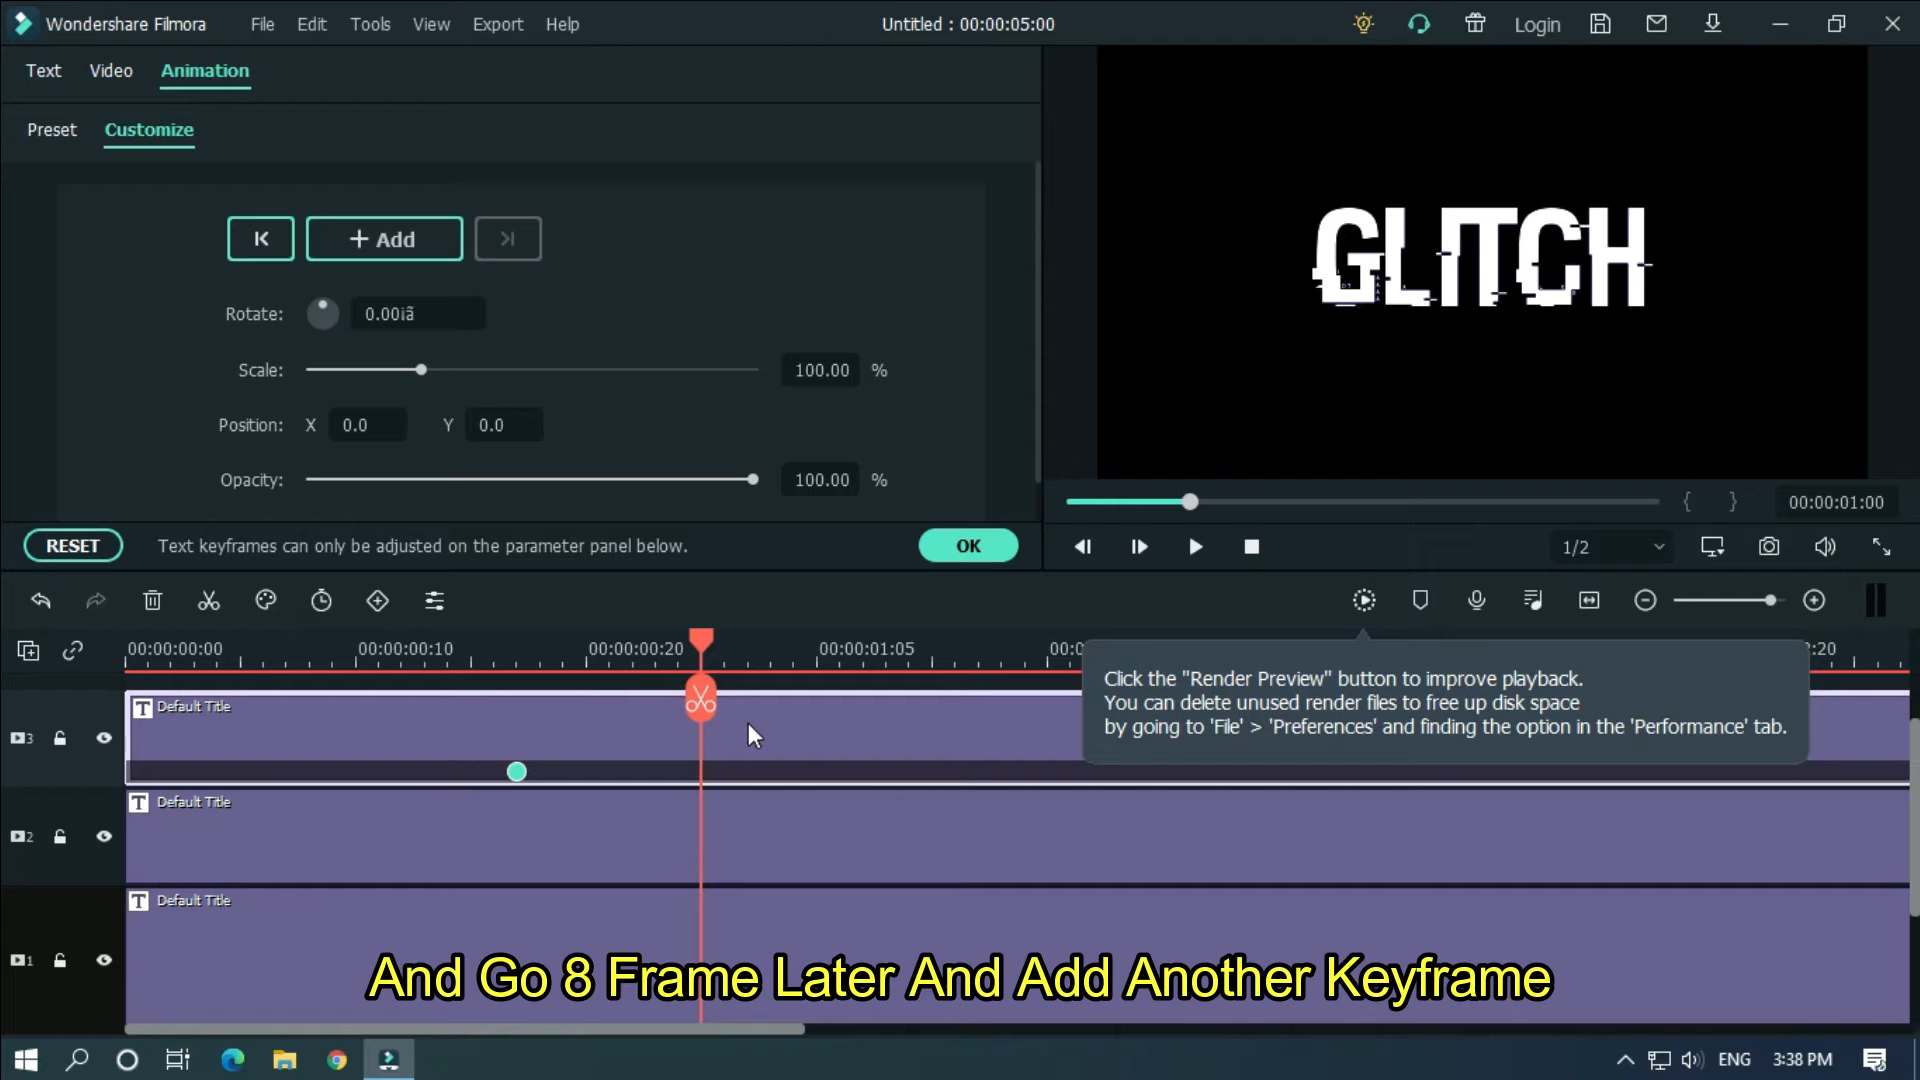 Wondershare Filmora File Edit Tools View Export Help Untitled : 00:00:05:00 Login
Text Video Animation
Preset Customize
+ Add
Rotate: 0.00iã
Scale: 100.00 %
Position: X 0.0 Y 0.0
Opacity: 100.00 %
RESET Text keyframes can only be adjusted on the parameter panel below. OK
GLITCH
{ } 00:00:01:00
1/2
00:00:00:00 00:00:00:10 00:00:00:20 00:00:01:05 00:0 :20
Click the "Render Preview" button to improve playback.
You can delete unused render files to free up disk space
by going to 'File' > 'Preferences' and finding the option in the 'Performance' tab.
3 T Default Title
2 T Default Title
1 T Default Title
And Go 8 Frame Later And Add Another Keyframe
ENG 3:38 PM